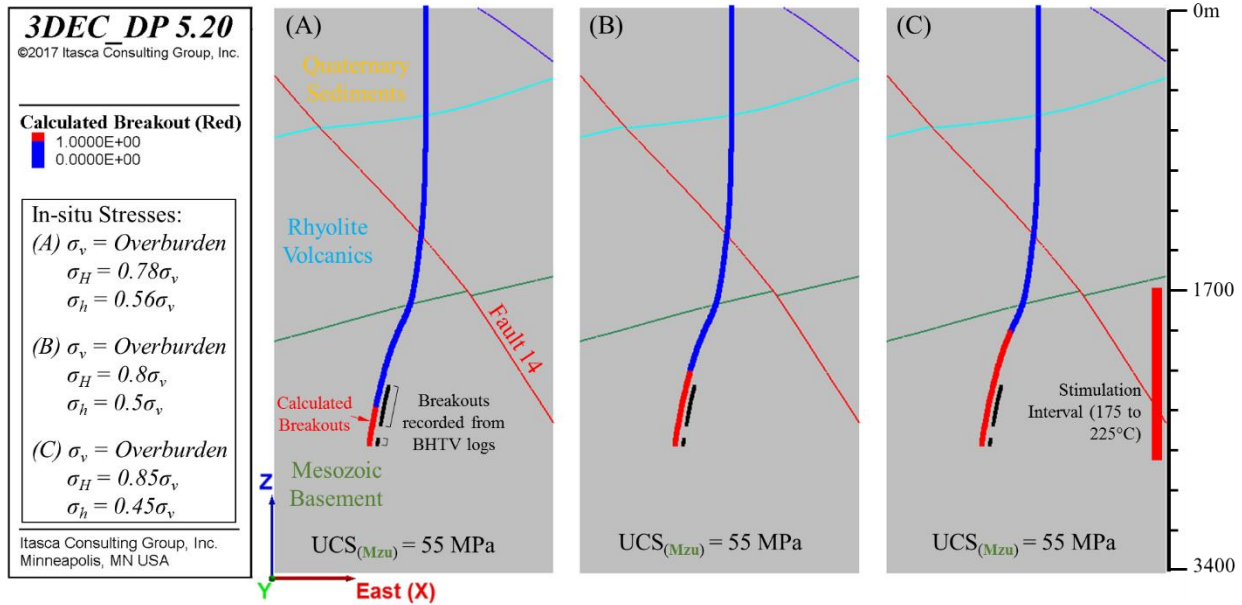 3DEC_DP 5.20
©2017 Itasca Consulting Group, Inc.
Calculated Breakout (Red)
1.0000E+00
0.0000E+00
In-situ Stresses:
(A) σv = Overburden
σH = 0.78σv
σh = 0.56σv
(B) σv = Overburden
σH = 0.8σv
σh = 0.5σv
(C) σv = Overburden
σH = 0.85σv
σh = 0.45σv
Itasca Consulting Group, Inc.
Minneapolis, MN USA
(A)
Quaternary
Sediments
Rhyolite
Volcanics
Fault 14
Calculated
Breakouts
Breakouts
recorded from
BHTV logs
Mesozoic
Basement
UCS(Mzu) = 55 MPa
Z
Y
East (X)
(B)
UCS(Mzu) = 55 MPa
(C)
Stimulation
Interval (175 to
225°C)
UCS(Mzu) = 55 MPa
0m
1700
3400